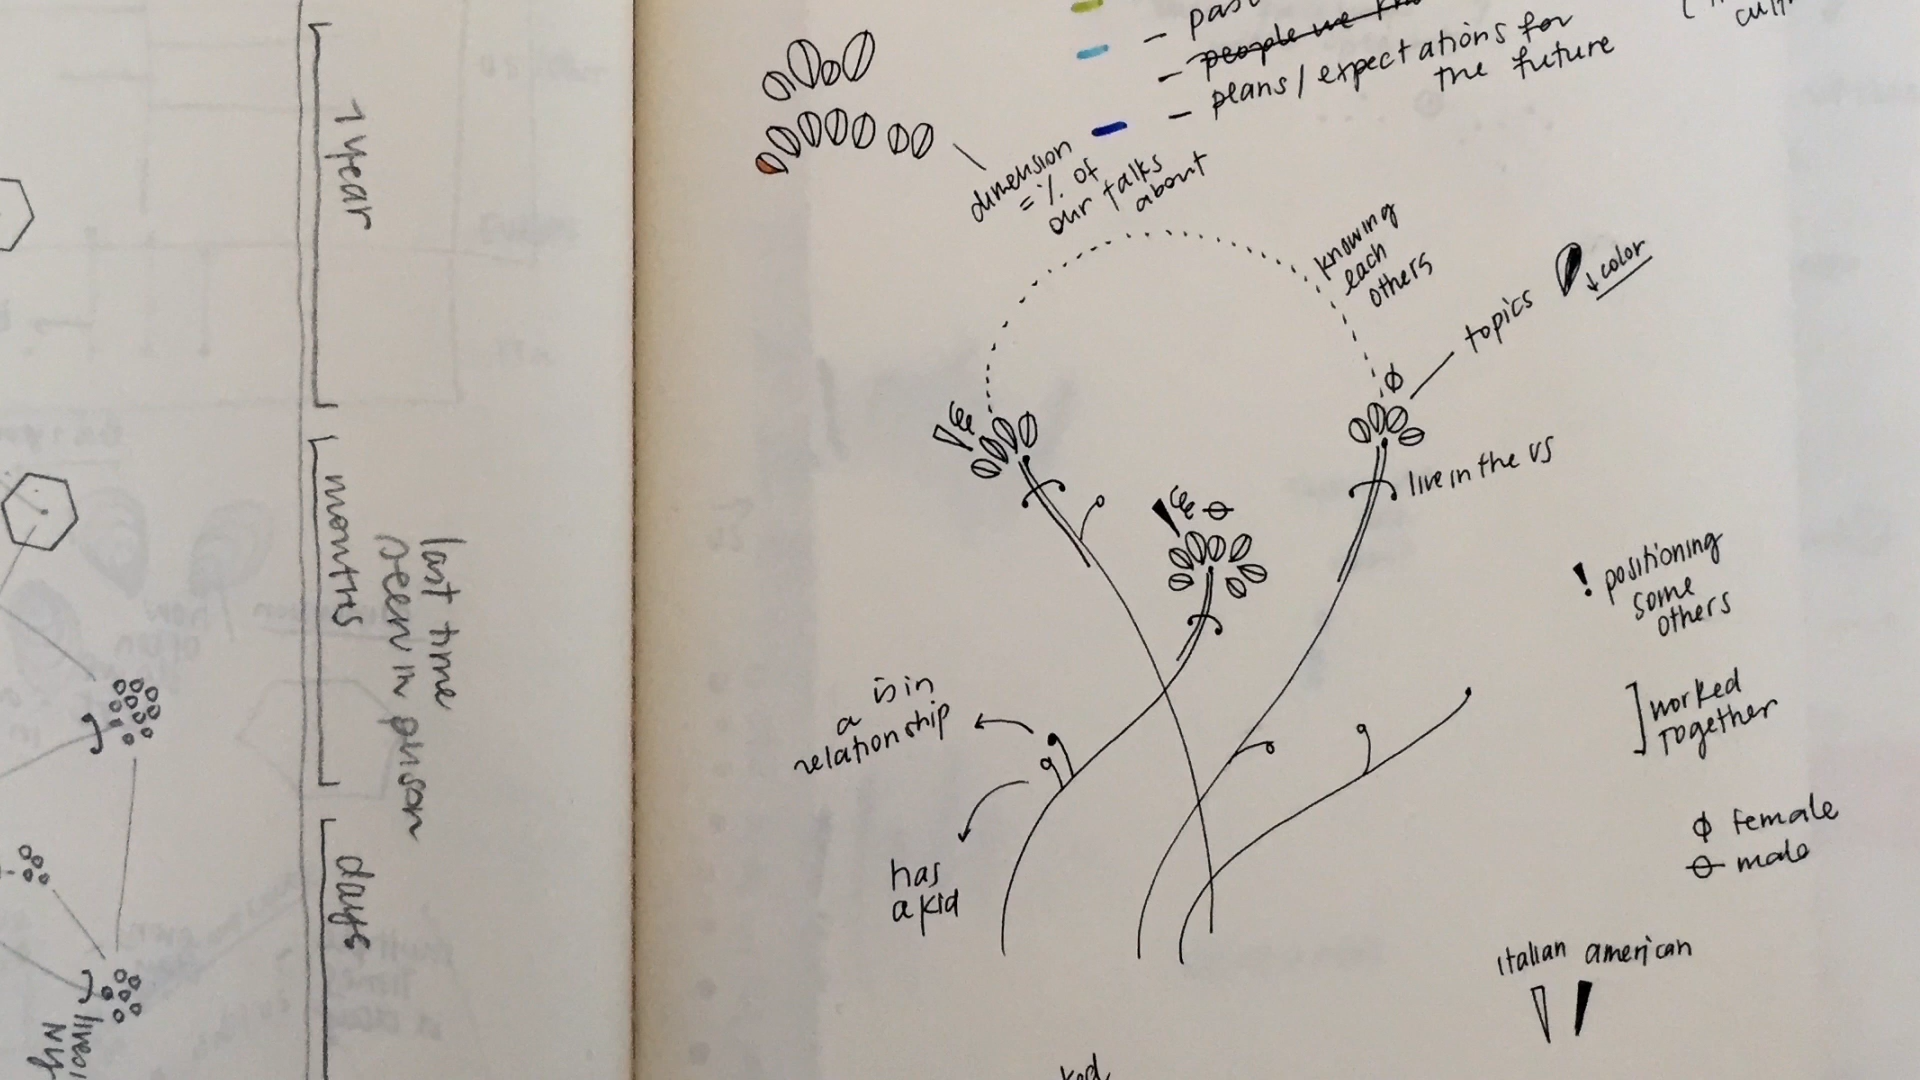 1 year
months
last time
seen in person
days
lived
NY
- people we
- plans / expectations for
the future
dimension
= % of
our talks
about
knowing
each
others
topics
↓ color
live in the US
! positioning
some
others
is in
a
relationship
] worked
together
has
a kid
ϕ female
⦵ male
italian american